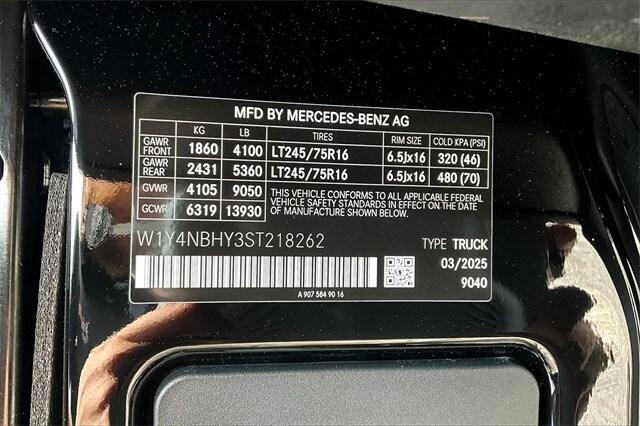 MFD BY MERCEDES-BENZ AG
KG LB TIRES RIM SIZE COLD KPA (PSI)
GAWR FRONT 1860 4100 LT245/75R16 6.5Jx16 320 (46)
GAWR REAR 2431 5360 LT245/75R16 6.5Jx16 480 (70)
GVWR 4105 9050 THIS VEHICLE CONFORMS TO ALL APPLICABLE FEDERAL
VEHICLE SAFETY STANDARDS IN EFFECT ON THE DATE OF
GCWR 6319 13930 MANUFACTURE SHOWN ABOVE.
W1Y4NBHY3ST218262 TYPE TRUCK
03/2025
9040
A 907 584 90 16